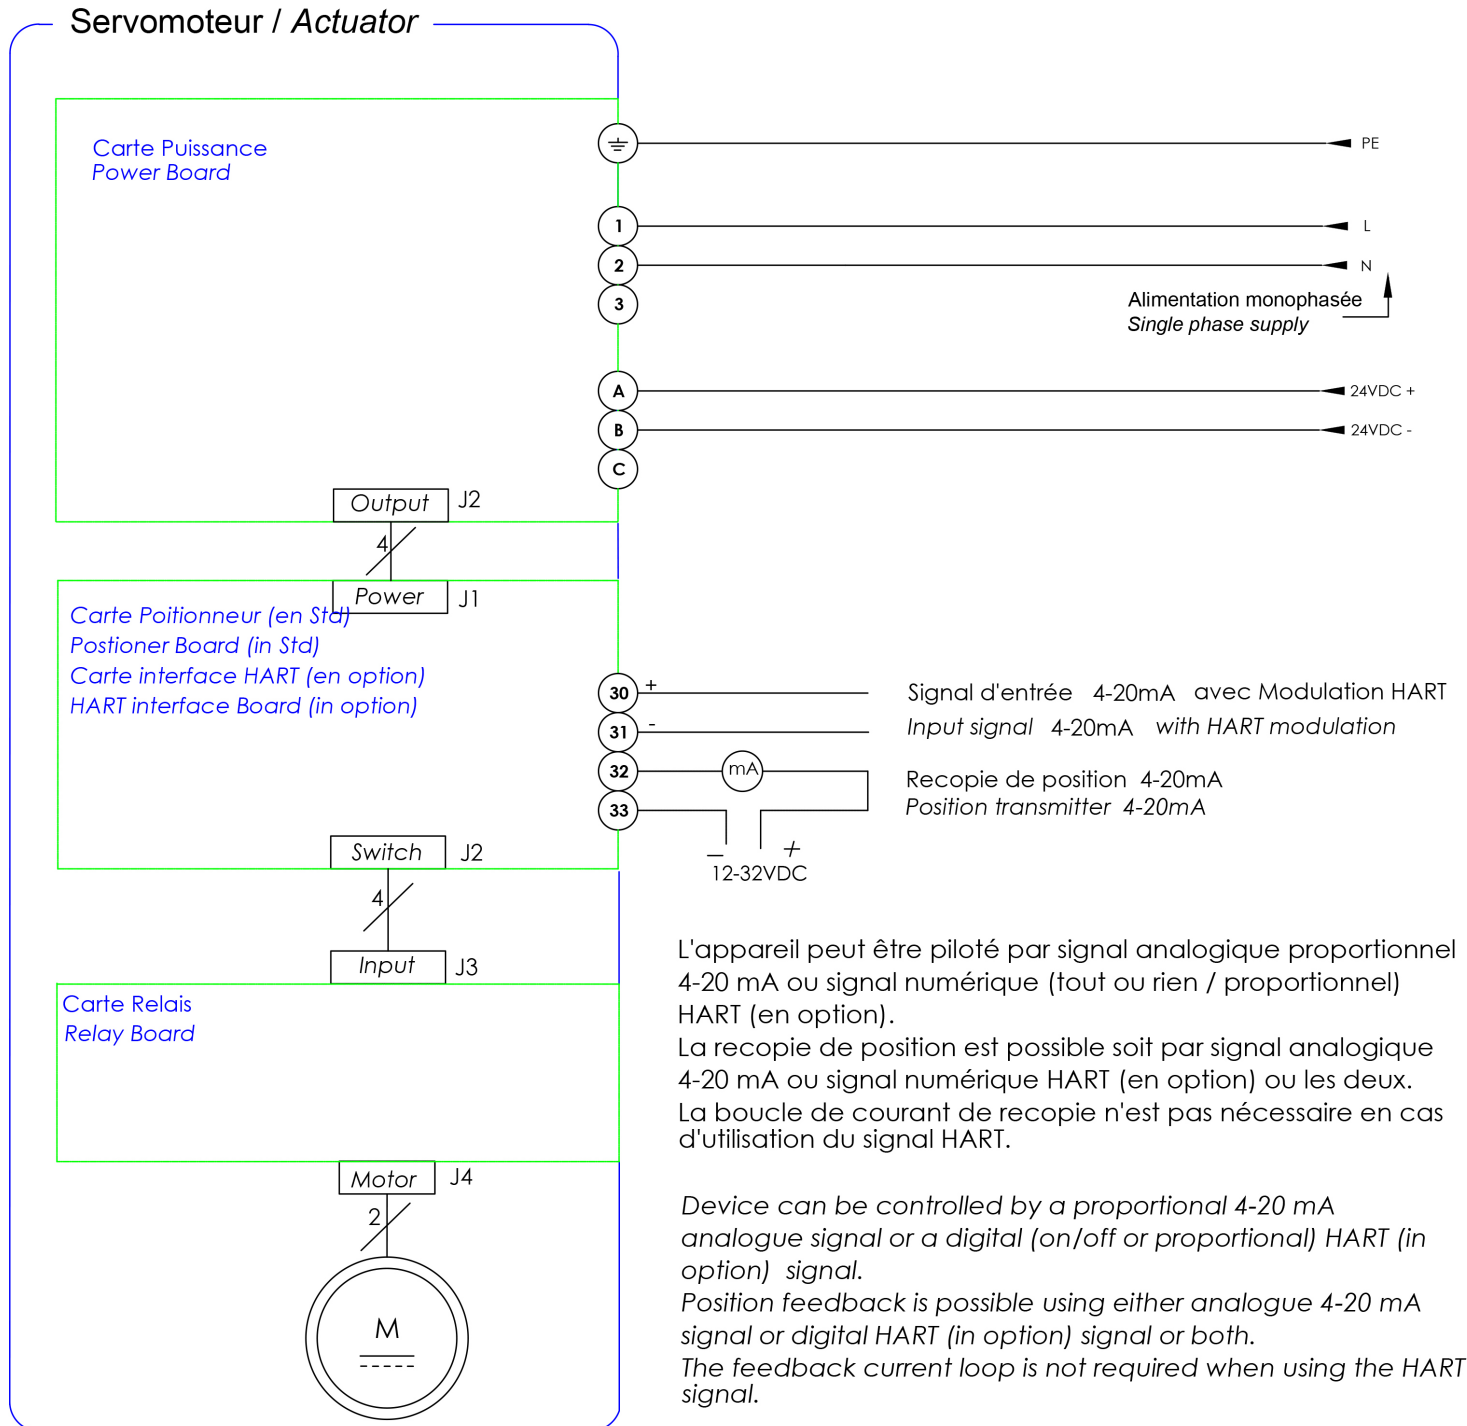 Servomoteur / Actuator
Carte Puissance
Power Board
PE
1
L
2
N
3
Alimentation monophasée
Single phase supply
A
24VDC +
B
24VDC -
C
Output J2
4
Power J1
Carte Poitionneur (en Std)
Postioner Board (in Std)
Carte interface HART (en option)
HART interface Board (in option)
30 +
Signal d'entrée 4-20mA avec Modulation HART
31 -
Input signal 4-20mA with HART modulation
32 mA
Recopie de position 4-20mA
33
Position transmitter 4-20mA
– +
12-32VDC
Switch J2
4
Input J3
Carte Relais
Relay Board
Motor J4
2
M
L'appareil peut être piloté par signal analogique proportionnel
4-20 mA ou signal numérique (tout ou rien / proportionnel)
HART (en option).
La recopie de position est possible soit par signal analogique
4-20 mA ou signal numérique HART (en option) ou les deux.
La boucle de courant de recopie n'est pas nécessaire en cas
d'utilisation du signal HART.
Device can be controlled by a proportional 4-20 mA
analogue signal or a digital (on/off or proportional) HART (in
option) signal.
Position feedback is possible using either analogue 4-20 mA
signal or digital HART (in option) signal or both.
The feedback current loop is not required when using the HART
signal.